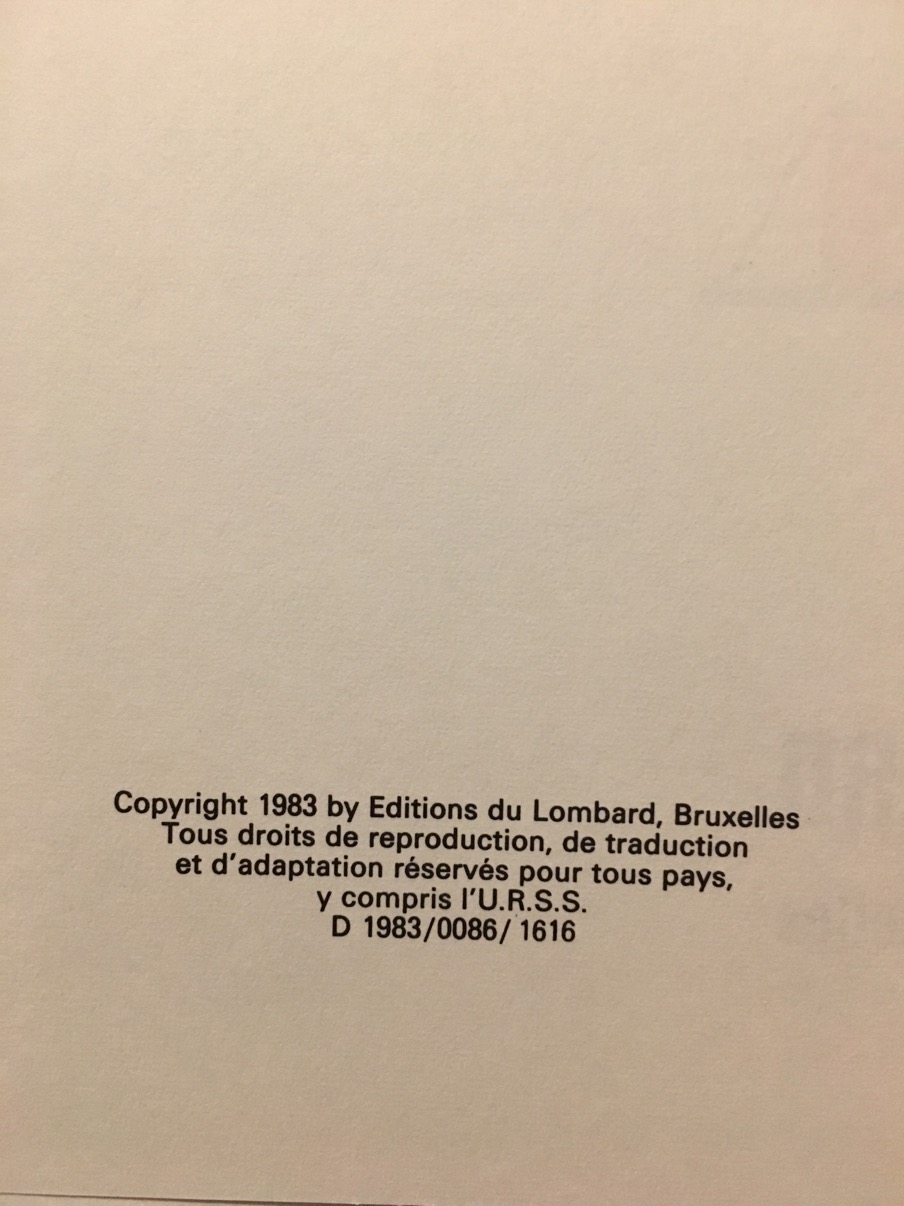 Copyright 1983 by Editions du Lombard, Bruxelles
Tous droits de reproduction, de traduction
et d'adaptation réservés pour tous pays,
y compris l'U.R.S.S.
D 1983/0086/ 1616